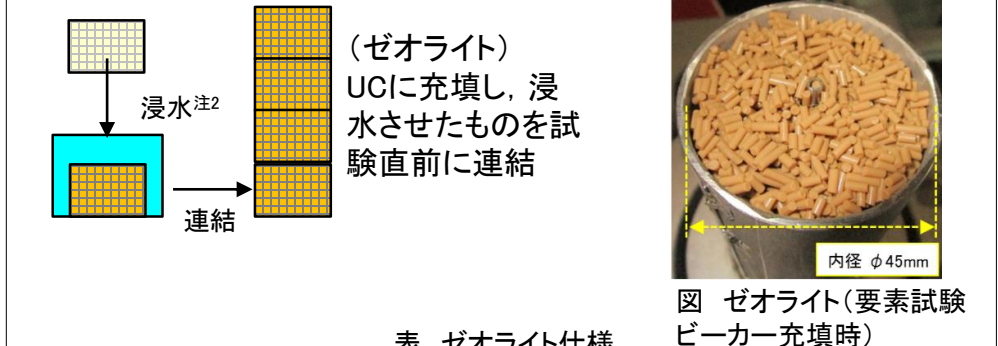 浸水注2
連結
(ゼオライト)
UCに充填し, 浸
水させたものを試
験直前に連結
内径 φ45mm
図 ゼオライト(要素試験
ビーカー充填時)
表 ゼオライト仕様